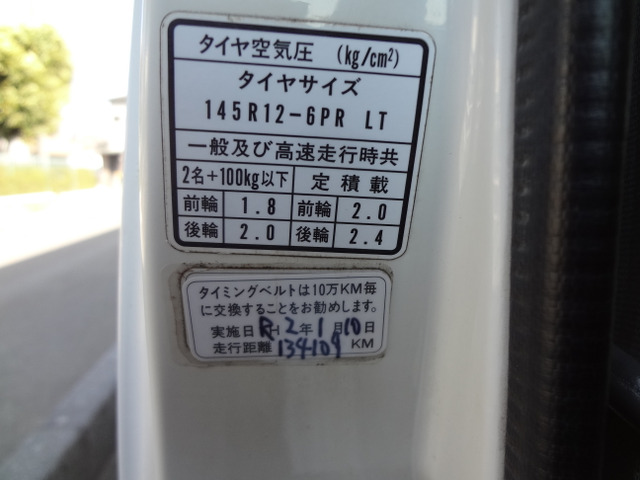 タイヤ空気圧 (kg/cm²)
タイヤサイズ
145R12-6PR LT
一般及び高速走行時共
2名+100kg以下 定積載
前輪 1.8 前輪 2.0
後輪 2.0 後輪 2.4
タイミングベルトは10万KM毎
に交換することをお勧めします。
実施日 RH 2年 1月 10日
走行距離 134109 KM